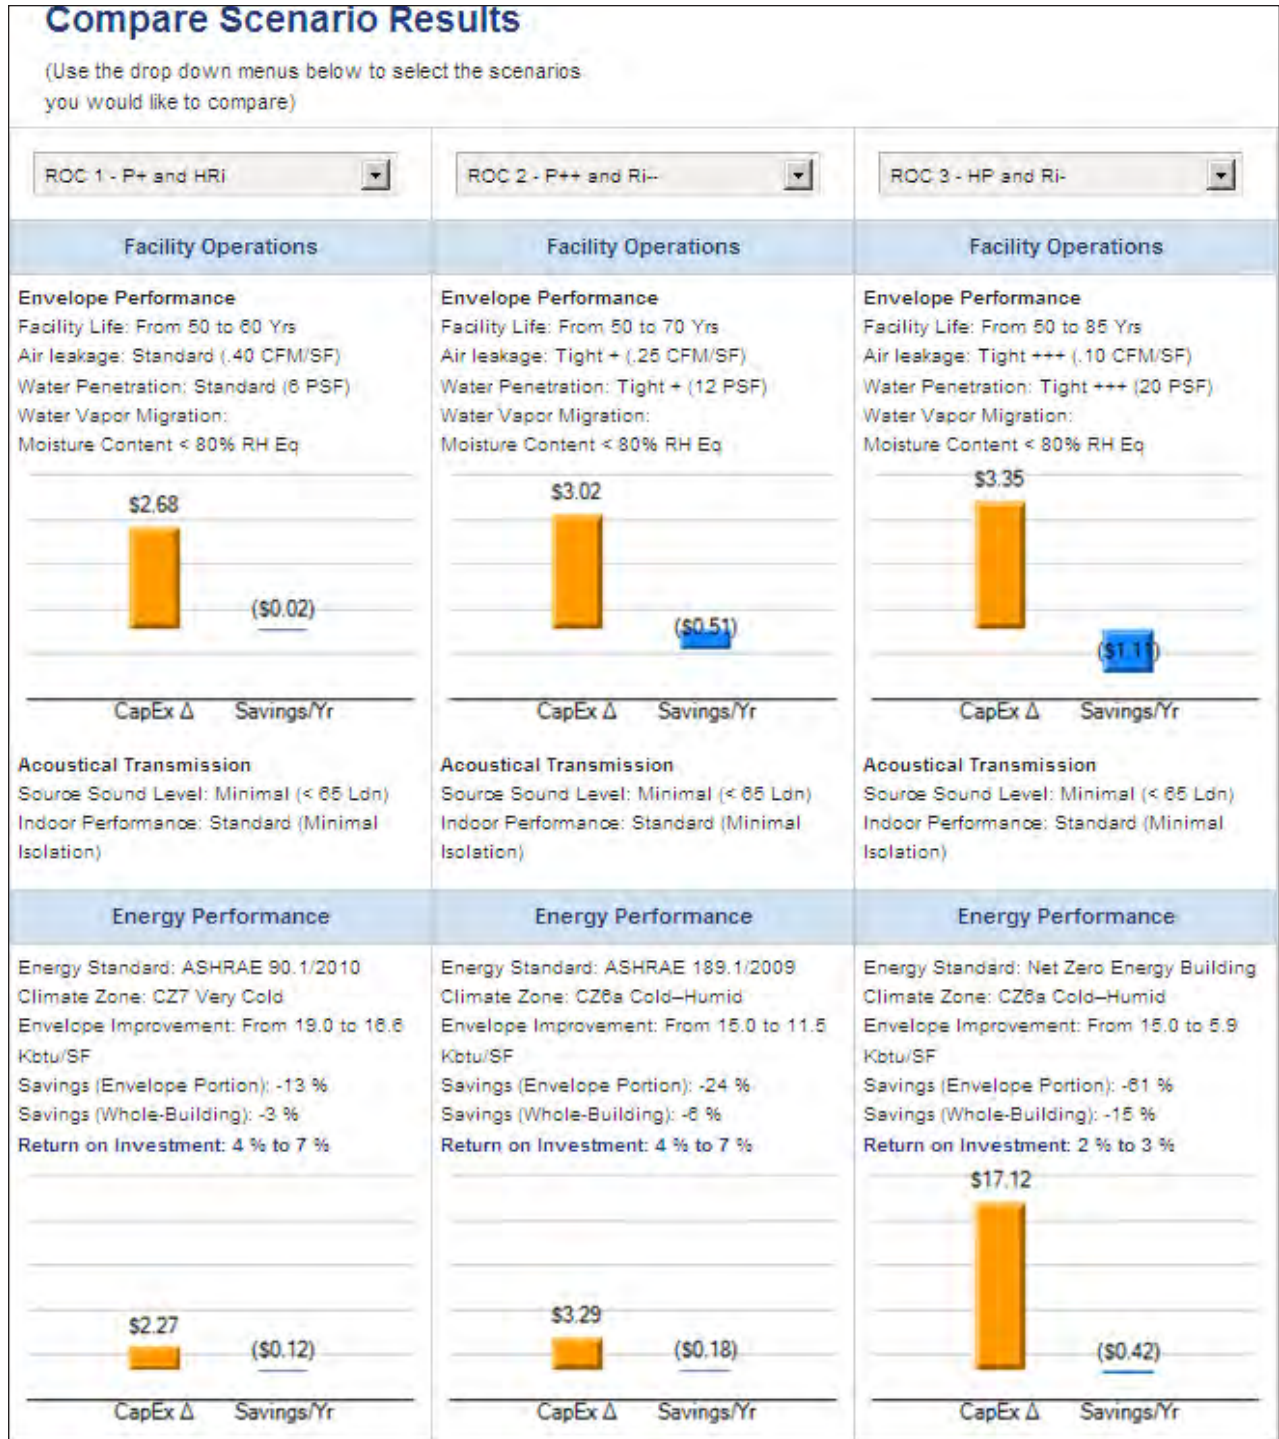 Compare Scenario Results
(Use the drop down menus below to select the scenarios
you would like to compare)
ROC 1 - P+ and HRi
ROC 2 - P++ and Ri--
ROC 3 - HP and Ri-
Facility Operations
Facility Operations
Facility Operations
Envelope Performance
Facility Life: From 50 to 60 Yrs
Air leakage: Standard (.40 CFM/SF)
Water Penetration: Standard (6 PSF)
Water Vapor Migration:
Moisture Content < 80% RH Eq
$2.68
($0.02)
CapEx Δ
Savings/Yr
Acoustical Transmission
Source Sound Level: Minimal (< 65 Ldn)
Indoor Performance: Standard (Minimal
Isolation)
Envelope Performance
Facility Life: From 50 to 70 Yrs
Air leakage: Tight + (.25 CFM/SF)
Water Penetration: Tight + (12 PSF)
Water Vapor Migration:
Moisture Content < 80% RH Eq
$3.02
($0.51)
CapEx Δ
Savings/Yr
Acoustical Transmission
Source Sound Level: Minimal (< 65 Ldn)
Indoor Performance: Standard (Minimal
Isolation)
Envelope Performance
Facility Life: From 50 to 85 Yrs
Air leakage: Tight +++ (.10 CFM/SF)
Water Penetration: Tight +++ (20 PSF)
Water Vapor Migration:
Moisture Content < 80% RH Eq
$3.35
($1.11)
CapEx Δ
Savings/Yr
Acoustical Transmission
Source Sound Level: Minimal (< 65 Ldn)
Indoor Performance: Standard (Minimal
Isolation)
Energy Performance
Energy Performance
Energy Performance
Energy Standard: ASHRAE 90.1/2010
Climate Zone: CZ7 Very Cold
Envelope Improvement: From 19.0 to 16.6
Kbtu/SF
Savings (Envelope Portion): -13 %
Savings (Whole-Building): -3 %
Return on Investment: 4 % to 7 %
$2.27
($0.12)
CapEx Δ
Savings/Yr
Energy Standard: ASHRAE 189.1/2009
Climate Zone: CZ6a Cold–Humid
Envelope Improvement: From 15.0 to 11.5
Kbtu/SF
Savings (Envelope Portion): -24 %
Savings (Whole-Building): -6 %
Return on Investment: 4 % to 7 %
$3.29
($0.18)
CapEx Δ
Savings/Yr
Energy Standard: Net Zero Energy Building
Climate Zone: CZ6a Cold–Humid
Envelope Improvement: From 15.0 to 5.9
Kbtu/SF
Savings (Envelope Portion): -61 %
Savings (Whole-Building): -15 %
Return on Investment: 2 % to 3 %
$17.12
($0.42)
CapEx Δ
Savings/Yr